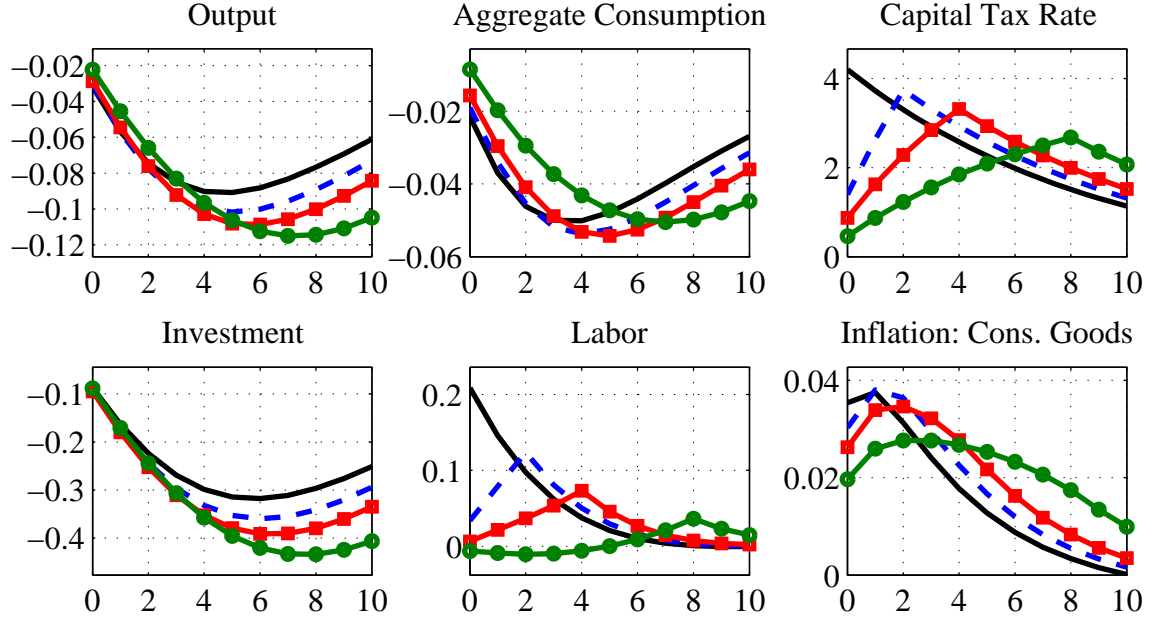 Output
−0.02
−0.04
−0.06
−0.08
−0.1
−0.12
0 2 4 6 8 10
Aggregate Consumption
−0.02
−0.04
−0.06
0 2 4 6 8 10
Capital Tax Rate
4
2
0
0 2 4 6 8 10
Investment
−0.1
−0.2
−0.3
−0.4
0 2 4 6 8 10
Labor
0.2
0.1
0
0 2 4 6 8 10
Inflation: Cons. Goods
0.04
0.02
0
0 2 4 6 8 10